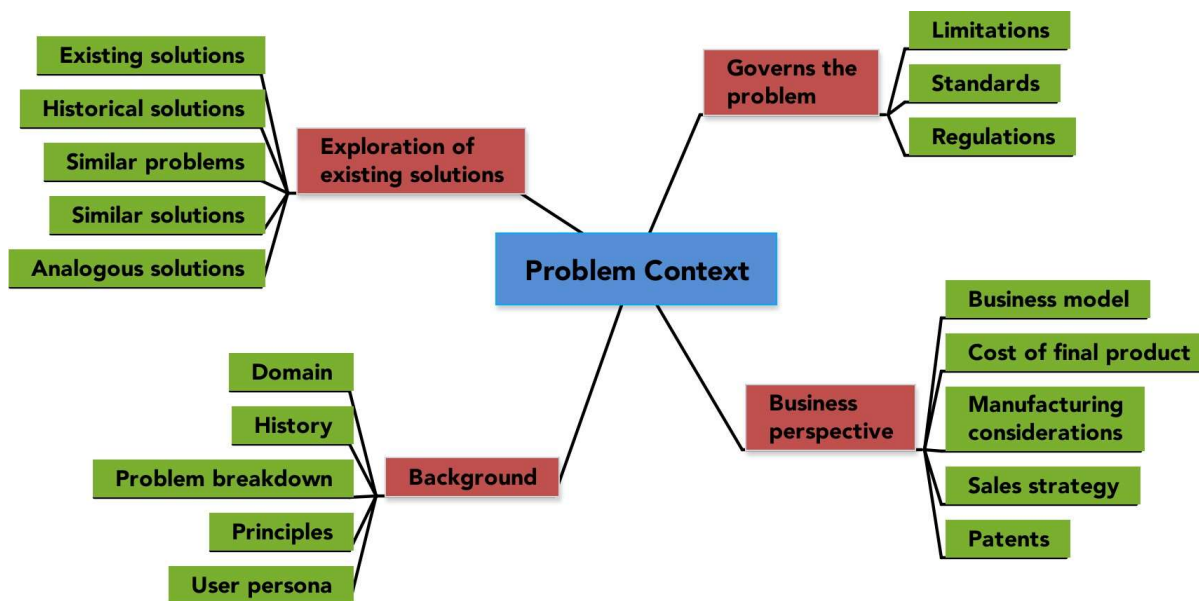 Existing solutions
Historical solutions
Similar problems
Similar solutions
Analogous solutions
Exploration of
existing solutions
Governs the
problem
Limitations
Standards
Regulations
Problem Context
Domain
History
Problem breakdown
Principles
User persona
Background
Business
perspective
Business model
Cost of final product
Manufacturing
considerations
Sales strategy
Patents